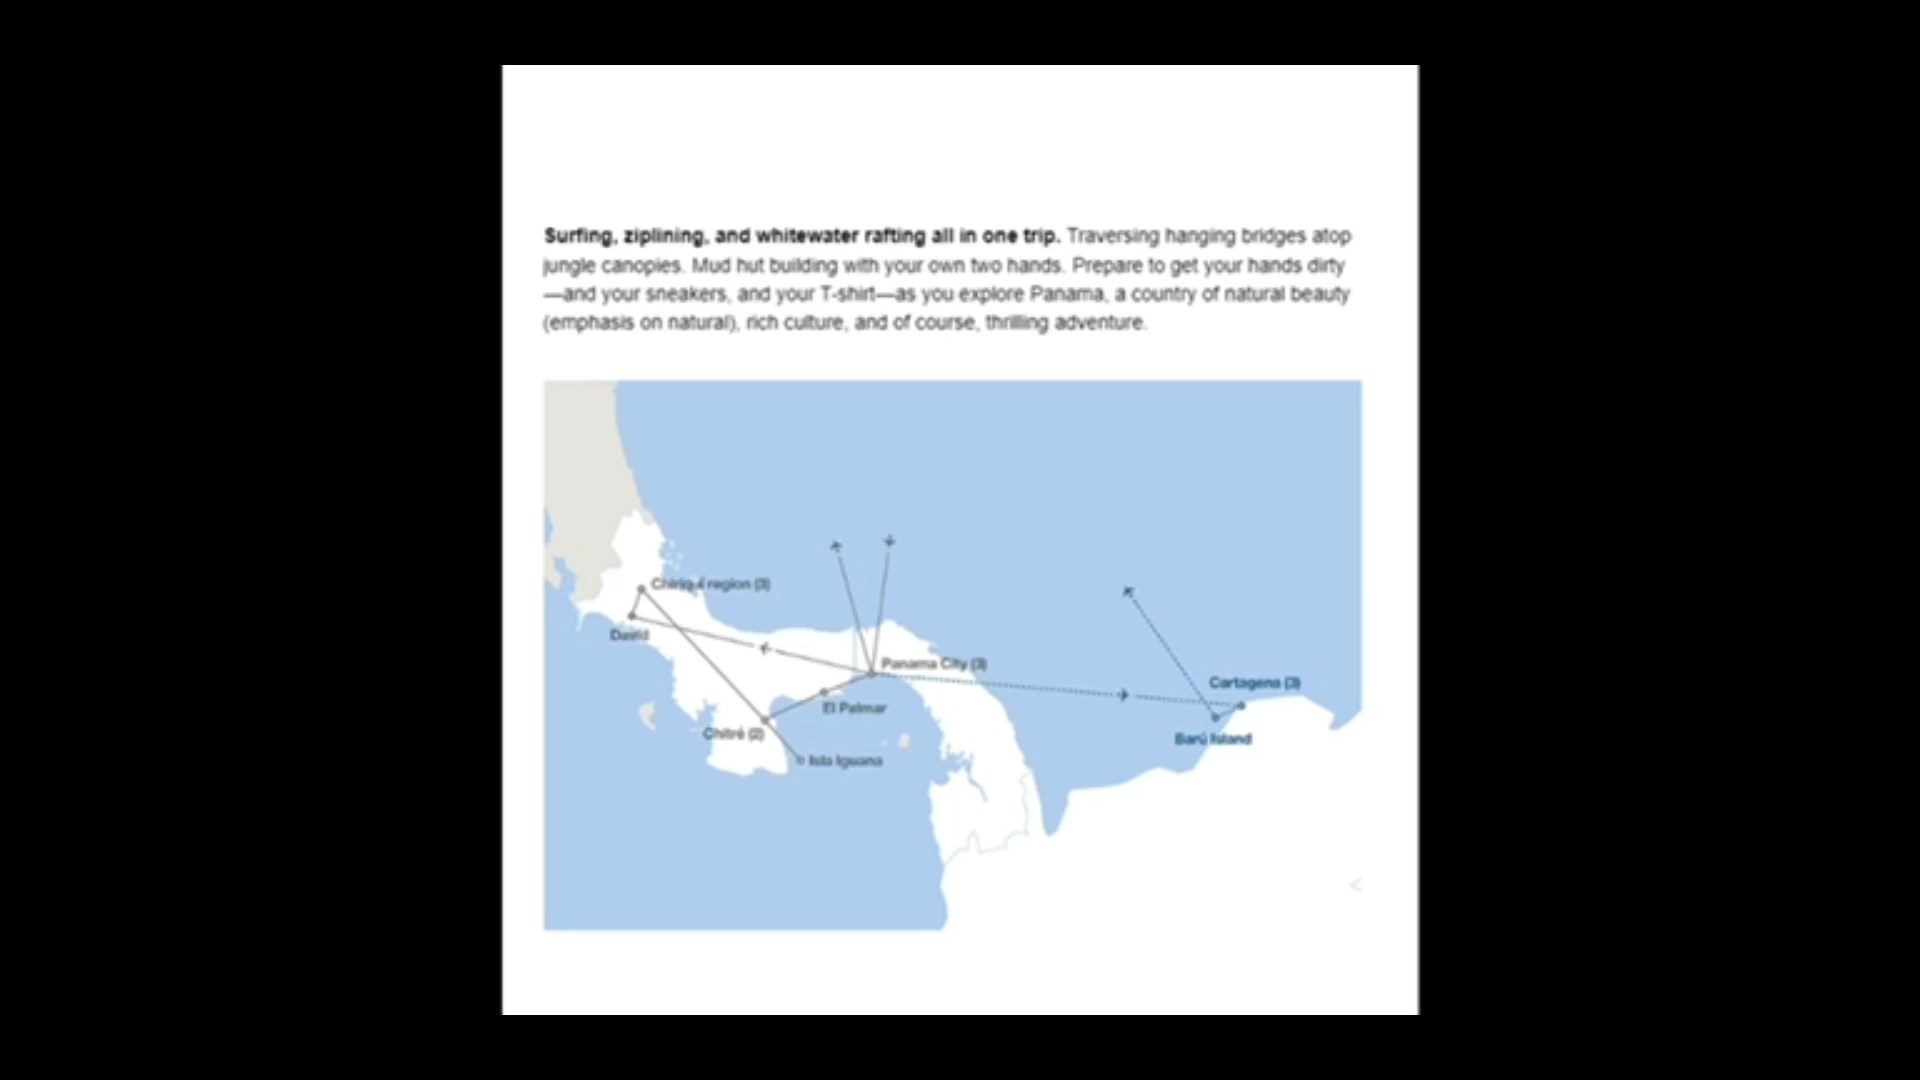 Surfing, ziplining, and whitewater rafting all in one trip. Traversing hanging bridges atop
jungle canopies. Mud hut building with your own two hands. Prepare to get your hands dirty
—and your sneakers, and your T-shirt—as you explore Panama, a country of natural beauty
(emphasis on natural), rich culture, and of course, thrilling adventure.
Chiriquí region (3)
David
Panama City (3)
Cartagena (3)
El Palmar
Chitré (2)
Barú Island
Isla Iguana